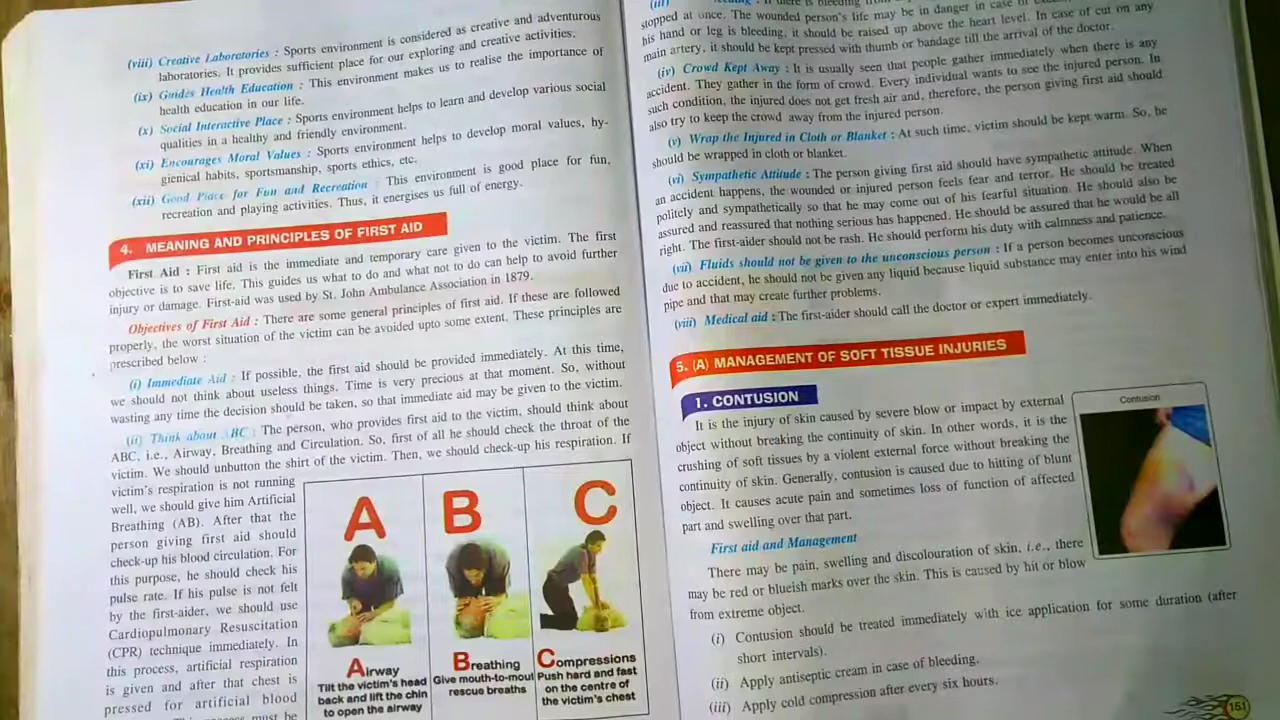 (viii) Creative Laboratories : Sports environment is considered as creative and adventurous
laboratories. It provides sufficient place for our exploring and creative activities.
(ix) Guides Health Education : This environment makes us to realise the importance of
health education in our life.
(x) Social Interactive Place : Sports environment helps to learn and develop various social
qualities in a healthy and friendly environment.
(xi) Encourages Moral Values : Sports environment helps to develop moral values, hy-
gienical habits, sportsmanship, sports ethics, etc.
(xii) Good Place for Fun and Recreation : This environment is good place for fun,
recreation and playing activities. Thus, it energises us full of energy.
4. MEANING AND PRINCIPLES OF FIRST AID
First Aid : First aid is the immediate and temporary care given to the victim. The first
objective is to save life. This guides us what to do and what not to do can help to avoid further
injury or damage. First-aid was used by St. John Ambulance Association in 1879.
Objectives of First Aid : There are some general principles of first aid. If these are followed
properly, the worst situation of the victim can be avoided upto some extent. These principles are
prescribed below :
(i) Immediate Aid : If possible, the first aid should be provided immediately. At this time,
we should not think about useless things. Time is very precious at that moment. So, without
wasting any time the decision should be taken, so that immediate aid may be given to the victim.
(ii) Think about ABC : The person, who provides first aid to the victim, should think about
ABC, i.e., Airway, Breathing and Circulation. So, first of all he should check the throat of the
victim. We should unbutton the shirt of the victim. Then, we should check-up his respiration. If
victim's respiration is not running
well, we should give him Artificial
Breathing (AB). After that the
person giving first aid should
check-up his blood circulation. For
this purpose, he should check his
pulse rate. If his pulse is not felt
by the first-aider, we should use
Cardiopulmonary Resuscitation
(CPR) technique immediately. In
this process, artificial respiration
is given and after that chest is
pressed for artificial blood
must be
A B C
Airway
Tilt the victim's head
back and lift the chin
to open the airway
Breathing
Give mouth-to-mout
rescue breaths
Compressions
Push hard and fast
on the centre of
the victim's chest
(iii)
stopped at once. The wounded person's life may be in danger in case of
his hand or leg is bleeding, it should be raised up above the heart level. In case of cut on any
main artery, it should be kept pressed with thumb or bandage till the arrival of the doctor.
(iv) Crowd Kept Away : It is usually seen that people gather immediately when there is any
accident. They gather in the form of crowd. Every individual wants to see the injured person. In
such condition, the injured does not get fresh air and, therefore, the person giving first aid should
also try to keep the crowd away from the injured person.
(v) Wrap the Injured in Cloth or Blanket : At such time, victim should be kept warm. So, he
should be wrapped in cloth or blanket.
(vi) Sympathetic Attitude : The person giving first aid should have sympathetic attitude. When
an accident happens, the wounded or injured person feels fear and terror. He should be treated
politely and sympathetically so that he may come out of his fearful situation. He should also be
assured and reassured that nothing serious has happened. He should be assured that he would be all
right. The first-aider should not be rash. He should perform his duty with calmness and patience.
(vii) Fluids should not be given to the unconscious person : If a person becomes unconscious
due to accident, he should not be given any liquid because liquid substance may enter into his wind
pipe and that may create further problems.
(viii) Medical aid : The first-aider should call the doctor or expert immediately.
5. (A) MANAGEMENT OF SOFT TISSUE INJURIES
1. CONTUSION
It is the injury of skin caused by severe blow or impact by external
object without breaking the continuity of skin. In other words, it is the
crushing of soft tissues by a violent external force without breaking the
continuity of skin. Generally, contusion is caused due to hitting of blunt
object. It causes acute pain and sometimes loss of function of affected
part and swelling over that part.
Contusion
First aid and Management
There may be pain, swelling and discolouration of skin, i.e., there
may be red or blueish marks over the skin. This is caused by hit or blow
from extreme object.
(i) Contusion should be treated immediately with ice application for some duration (after
short intervals).
(ii) Apply antiseptic cream in case of bleeding.
(iii) Apply cold compression after every six hours.
151